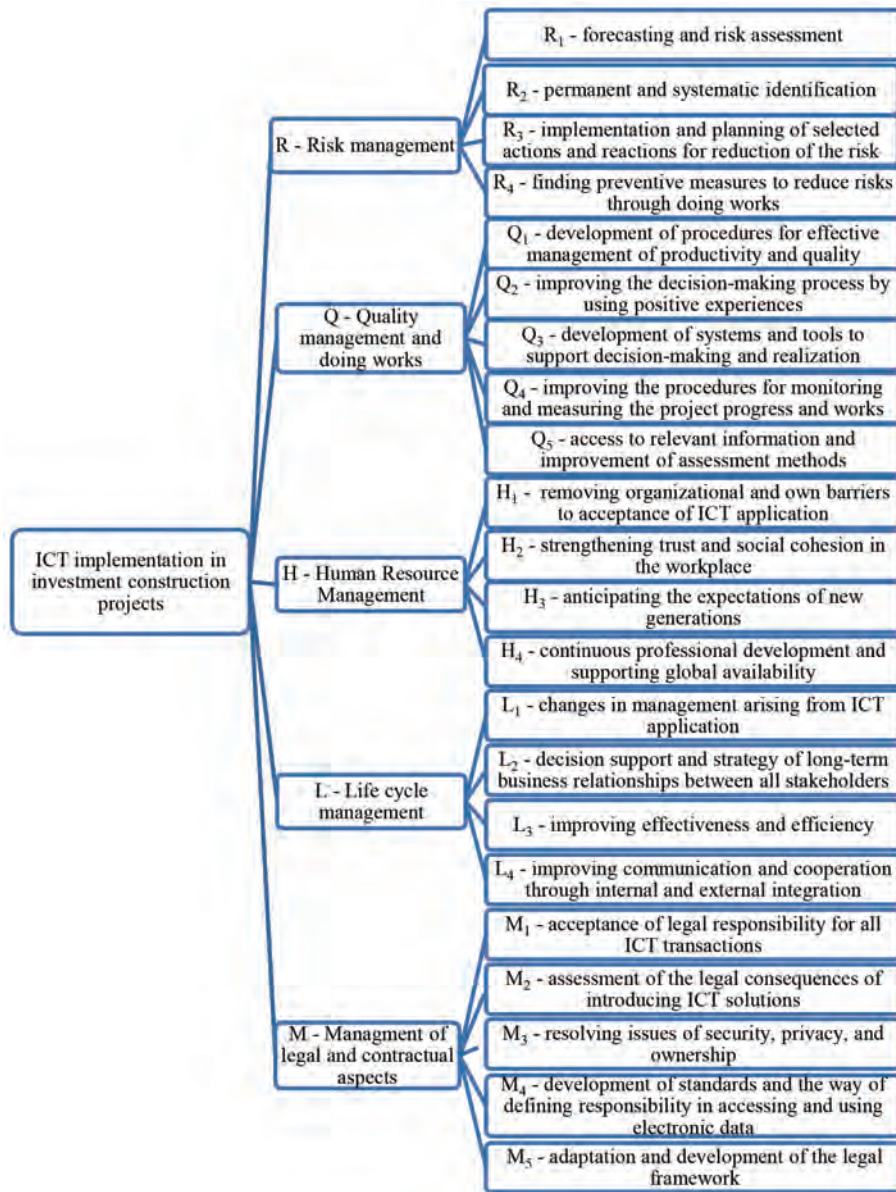 R₁ - forecasting and risk assessment
R₂ - permanent and systematic identification
R - Risk management
R₃ - implementation and planning of selected
actions and reactions for reduction of the risk
R₄ - finding preventive measures to reduce risks
through doing works
Q₁ - development of procedures for effective
management of productivity and quality
Q₂ - improving the decision-making process by
using positive experiences
Q - Quality
management and
doing works
Q₃ - development of systems and tools to
support decision-making and realization
Q₄ - improving the procedures for monitoring
and measuring the project progress and works
Q₅ - access to relevant information and
improvement of assessment methods
ICT implementation in
investment construction
projects
H₁ - removing organizational and own barriers
to acceptance of ICT application
H₂ - strengthening trust and social cohesion in
the workplace
H - Human Resource
Management
H₃ - anticipating the expectations of new
generations
H₄ - continuous professional development and
supporting global availability
L₁ - changes in management arising from ICT
application
L₂ - decision support and strategy of long-term
business relationships between all stakeholders
L - Life cycle
management
L₃ - improving effectiveness and efficiency
L₄ - improving communication and cooperation
through internal and external integration
M₁ - acceptance of legal responsibility for all
ICT transactions
M₂ - assessment of the legal consequences of
introducing ICT solutions
M - Managment of
legal and contractual
aspects
M₃ - resolving issues of security, privacy, and
ownership
M₄ - development of standards and the way of
defining responsibility in accessing and using
electronic data
M₅ - adaptation and development of the legal
framework